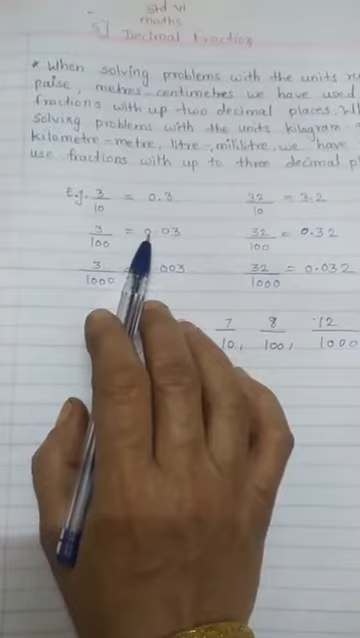 Std VI
maths
5] Decimal Fraction
* When solving problems with the units
paise, metres-centimetres we have used
fractions with up-two decimal places.
solving problems with the units kilogram
kilometre-metre, litre-mililitre, we have
use fractions with up to three decimal
E.g. 3/10 = 0.3 32/10 = 3.2
3/100 = 0.03 32/100 = 0.32
3/1000 .003 32/1000 = 0.032
7/10, 8/100, 12/1000